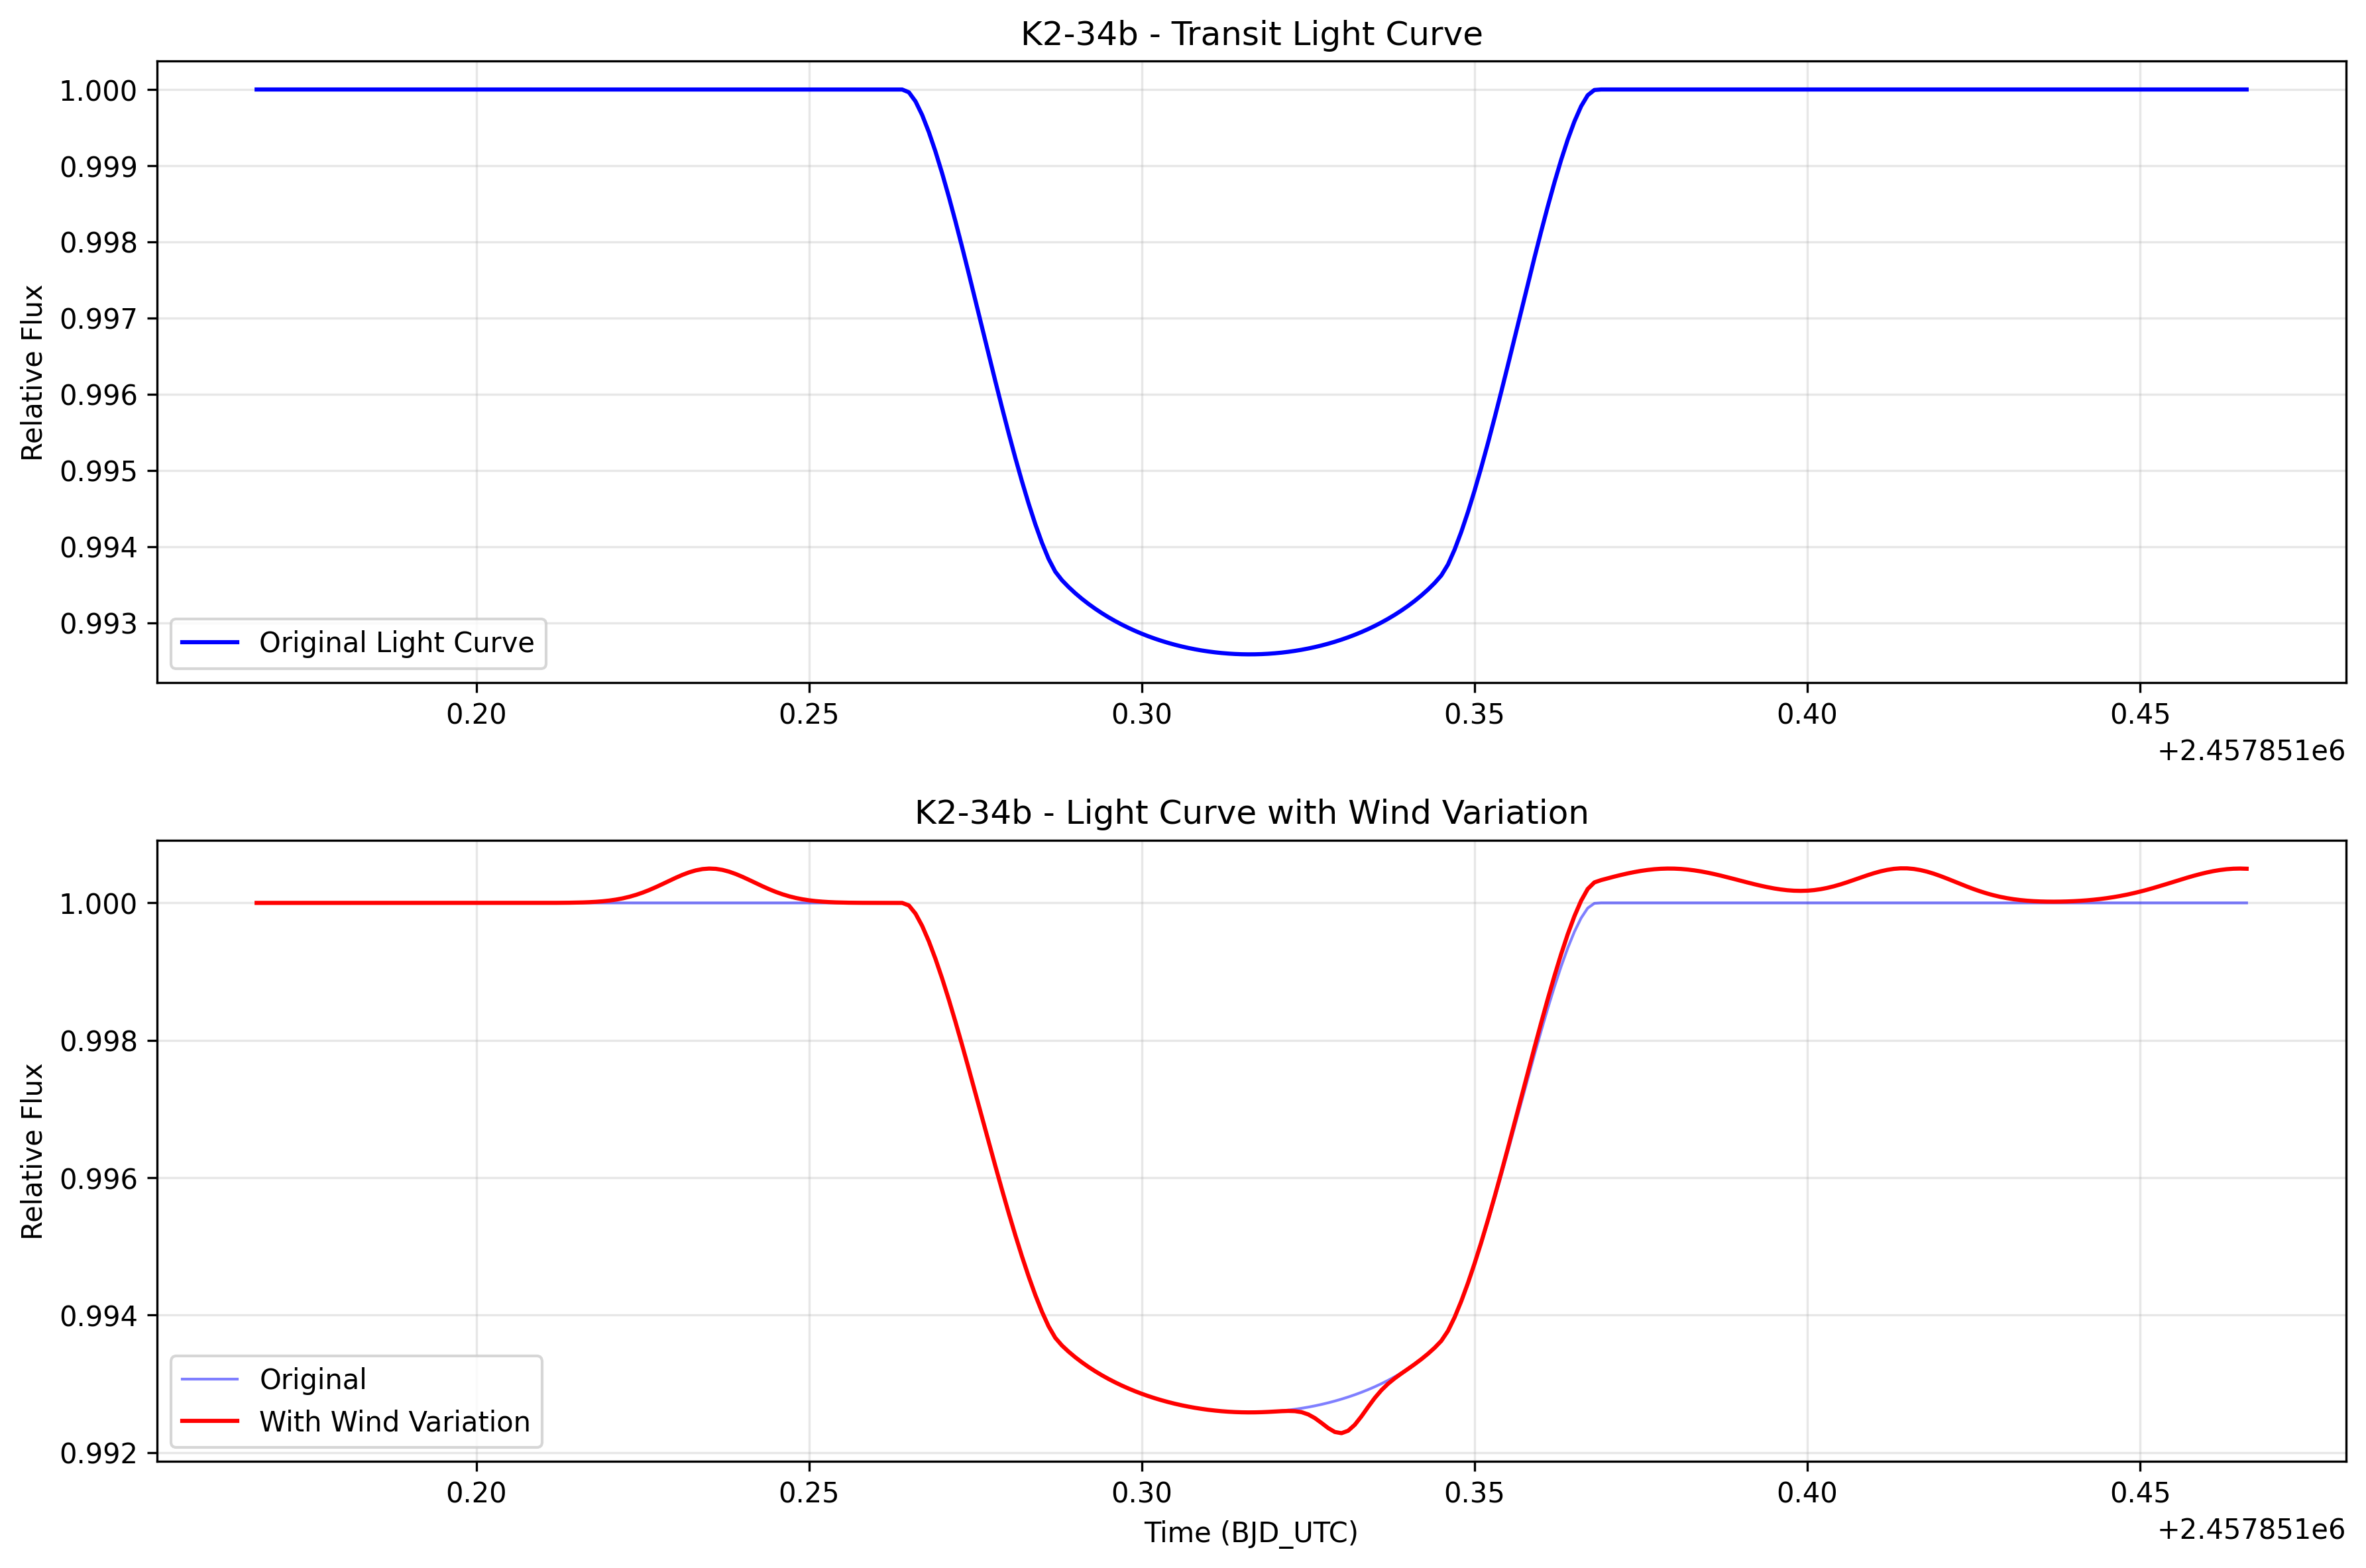 K2-34b - Transit Light Curve
1.000
0.999
0.998
0.997
0.996
0.995
0.994
0.993
Relative Flux
Original Light Curve
0.20 0.25 0.30 0.35 0.40 0.45
+2.457851e6
K2-34b - Light Curve with Wind Variation
1.000
0.998
0.996
0.994
0.992
Relative Flux
Original
With Wind Variation
0.20 0.25 0.30 0.35 0.40 0.45
Time (BJD_UTC)
+2.457851e6